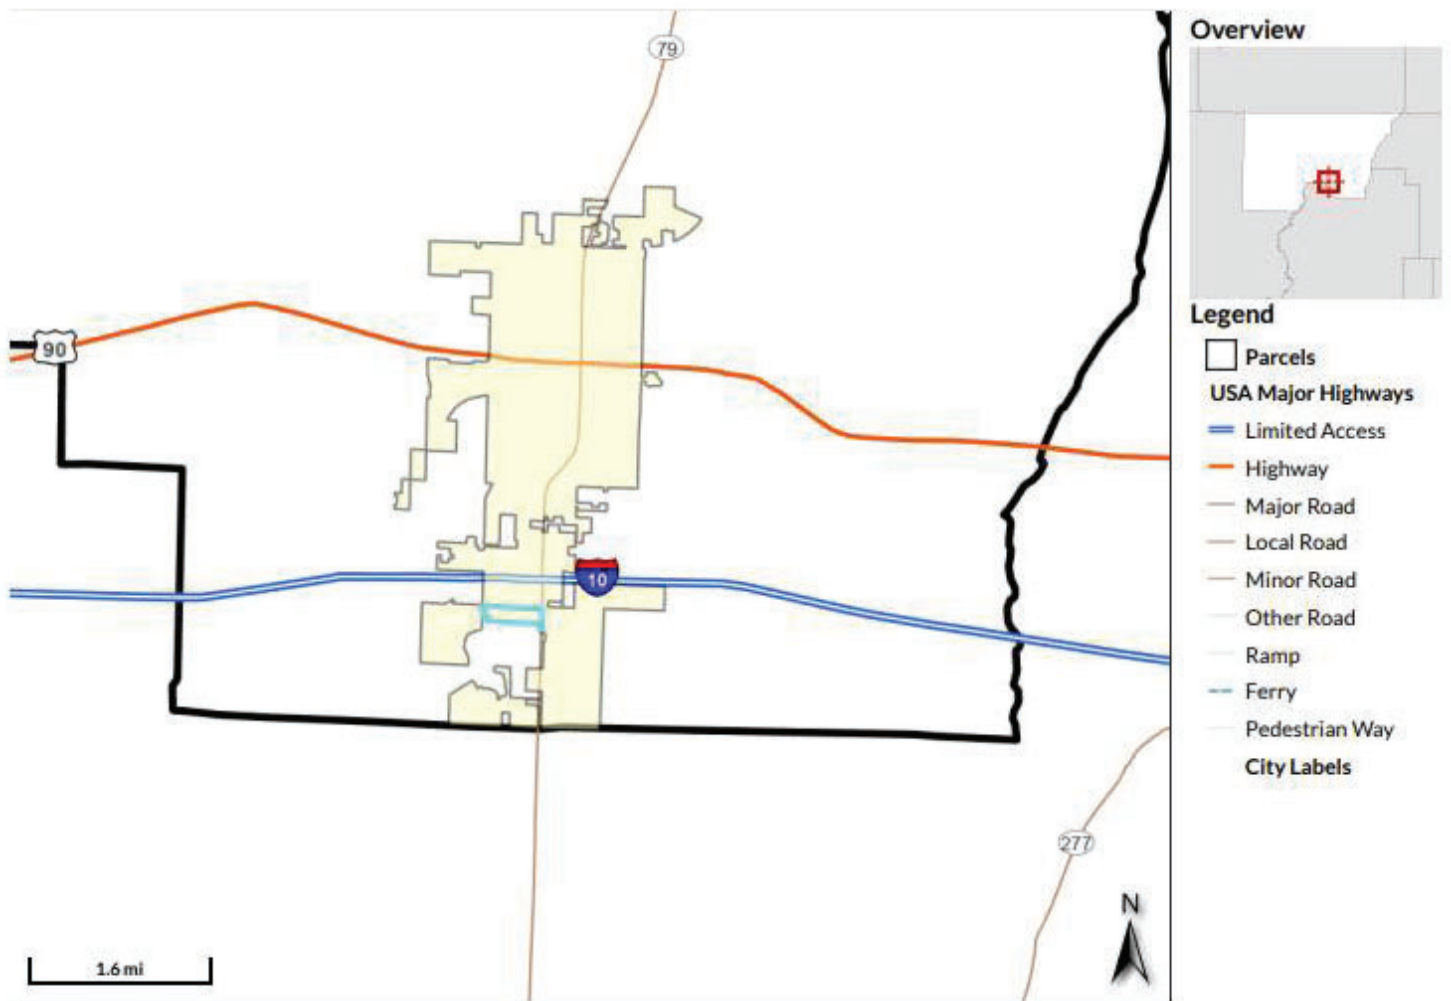 79
Overview
90
10
277
N
1.6 mi
Legend
Parcels
USA Major Highways
Limited Access
Highway
Major Road
Local Road
Minor Road
Other Road
Ramp
Ferry
Pedestrian Way
City Labels